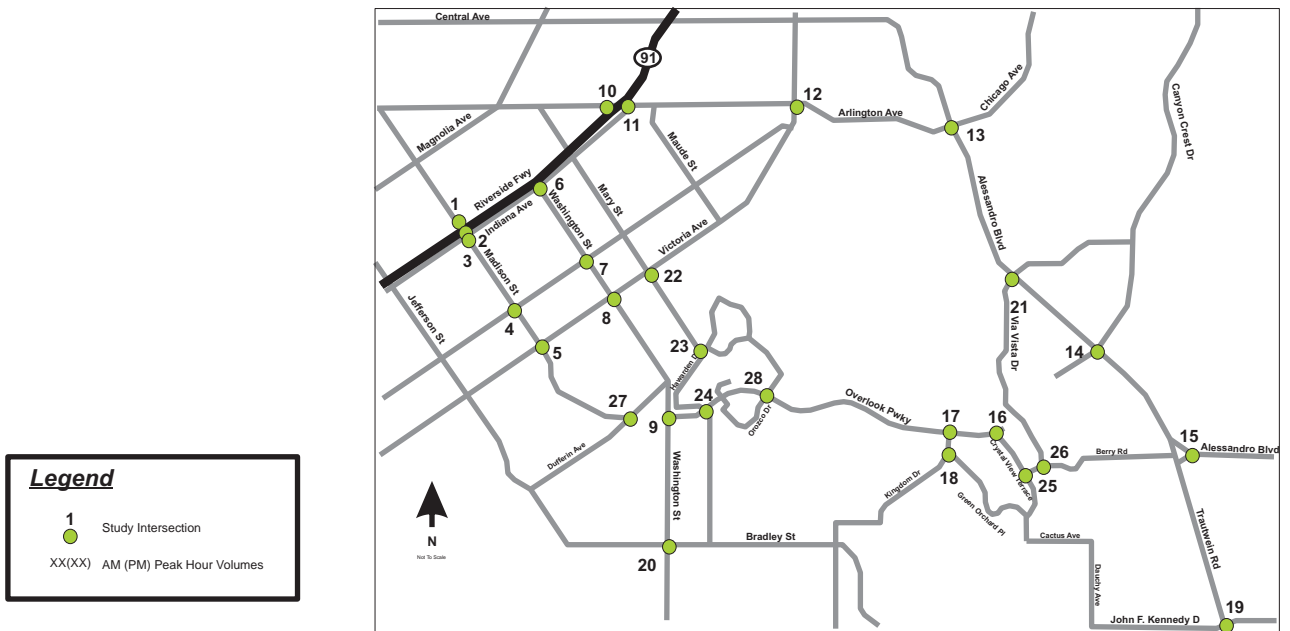 Central Ave
91
10
11
12
Arlington Ave
Chicago Ave
13
Canyon Crest Dr
Magnolia Ave
Maude St
Riverside Fwy
6
1
Indiana Ave
2
3
Washington St
Mary St
Victoria Ave
Alessandro Blvd
Madison St
7
22
8
21
4
5
Jefferson St
Via Vista Dr
14
23
Hawarden D
24
28
Orozco Dr
27
9
Overlook Pwky
17
16
15
Alessandro Blvd
Crystal View Terrace
26
25
Berry Rd
18
Dufferin Ave
Washington St
Kingdom Dr
Green Orchard Pl
N
Not To Scale
Bradley St
20
Cactus Ave
Trautwein Rd
Dauchy Ave
19
John F. Kennedy D
Legend
1
Study Intersection
XX(XX) AM (PM) Peak Hour Volumes